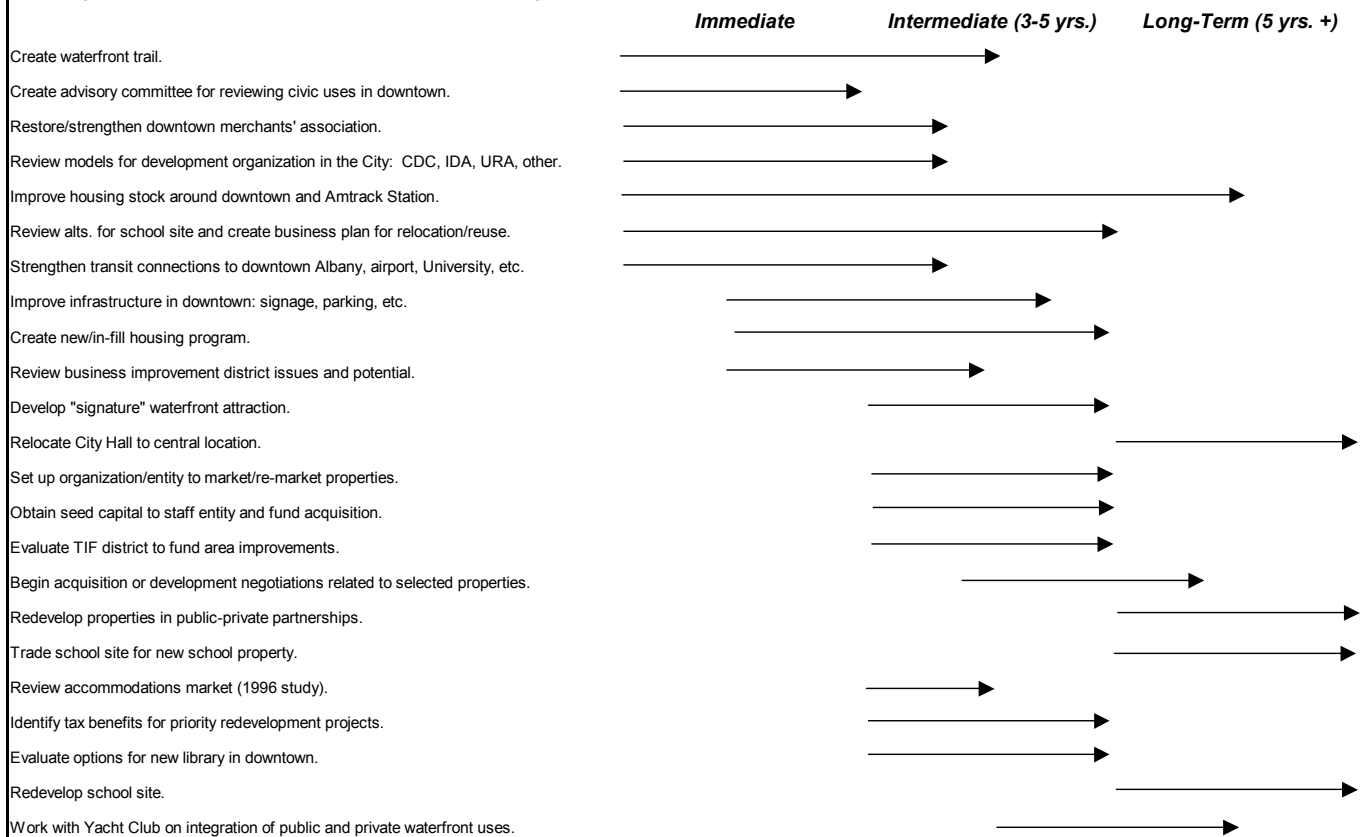 Immediate Intermediate (3-5 yrs.) Long-Term (5 yrs. +)
Create waterfront trail.
Create advisory committee for reviewing civic uses in downtown.
Restore/strengthen downtown merchants' association.
Review models for development organization in the City: CDC, IDA, URA, other.
Improve housing stock around downtown and Amtrack Station.
Review alts. for school site and create business plan for relocation/reuse.
Strengthen transit connections to downtown Albany, airport, University, etc.
Improve infrastructure in downtown: signage, parking, etc.
Create new/in-fill housing program.
Review business improvement district issues and potential.
Develop "signature" waterfront attraction.
Relocate City Hall to central location.
Set up organization/entity to market/re-market properties.
Obtain seed capital to staff entity and fund acquisition.
Evaluate TIF district to fund area improvements.
Begin acquisition or development negotiations related to selected properties.
Redevelop properties in public-private partnerships.
Trade school site for new school property.
Review accommodations market (1996 study).
Identify tax benefits for priority redevelopment projects.
Evaluate options for new library in downtown.
Redevelop school site.
Work with Yacht Club on integration of public and private waterfront uses.